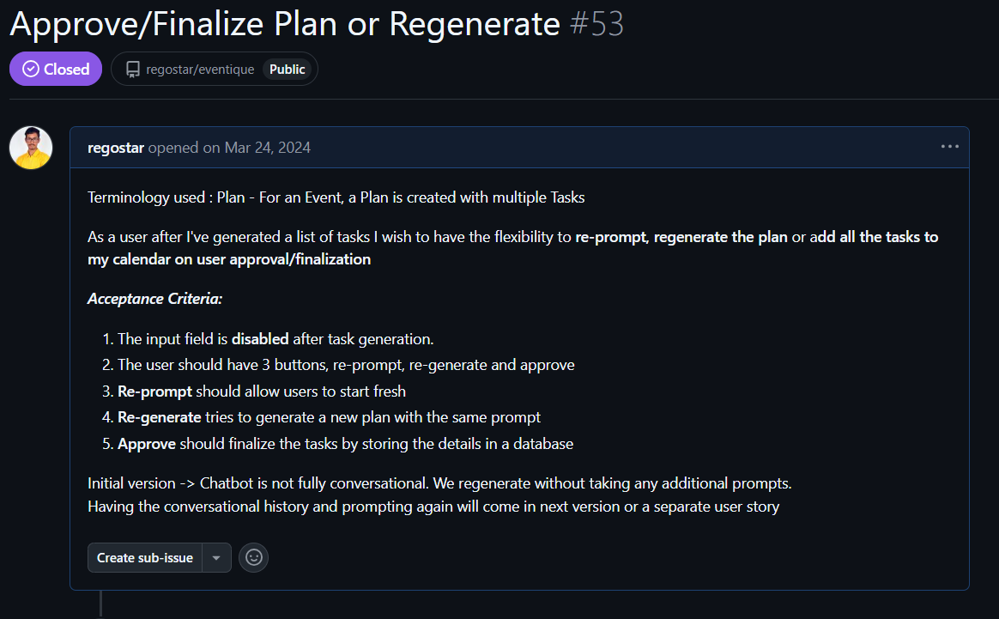 Approve/Finalize Plan or Regenerate #53
Closed
regostar/eventique Public
regostar opened on Mar 24, 2024
Terminology used : Plan - For an Event, a Plan is created with multiple Tasks
As a user after I've generated a list of tasks I wish to have the flexibility to re-prompt, regenerate the plan or add all the tasks to
my calendar on user approval/finalization
Acceptance Criteria:
1. The input field is disabled after task generation.
2. The user should have 3 buttons, re-prompt, re-generate and approve
3. Re-prompt should allow users to start fresh
4. Re-generate tries to generate a new plan with the same prompt
5. Approve should finalize the tasks by storing the details in a database
Initial version -> Chatbot is not fully conversational. We regenerate without taking any additional prompts.
Having the conversational history and prompting again will come in next version or a separate user story
Create sub-issue